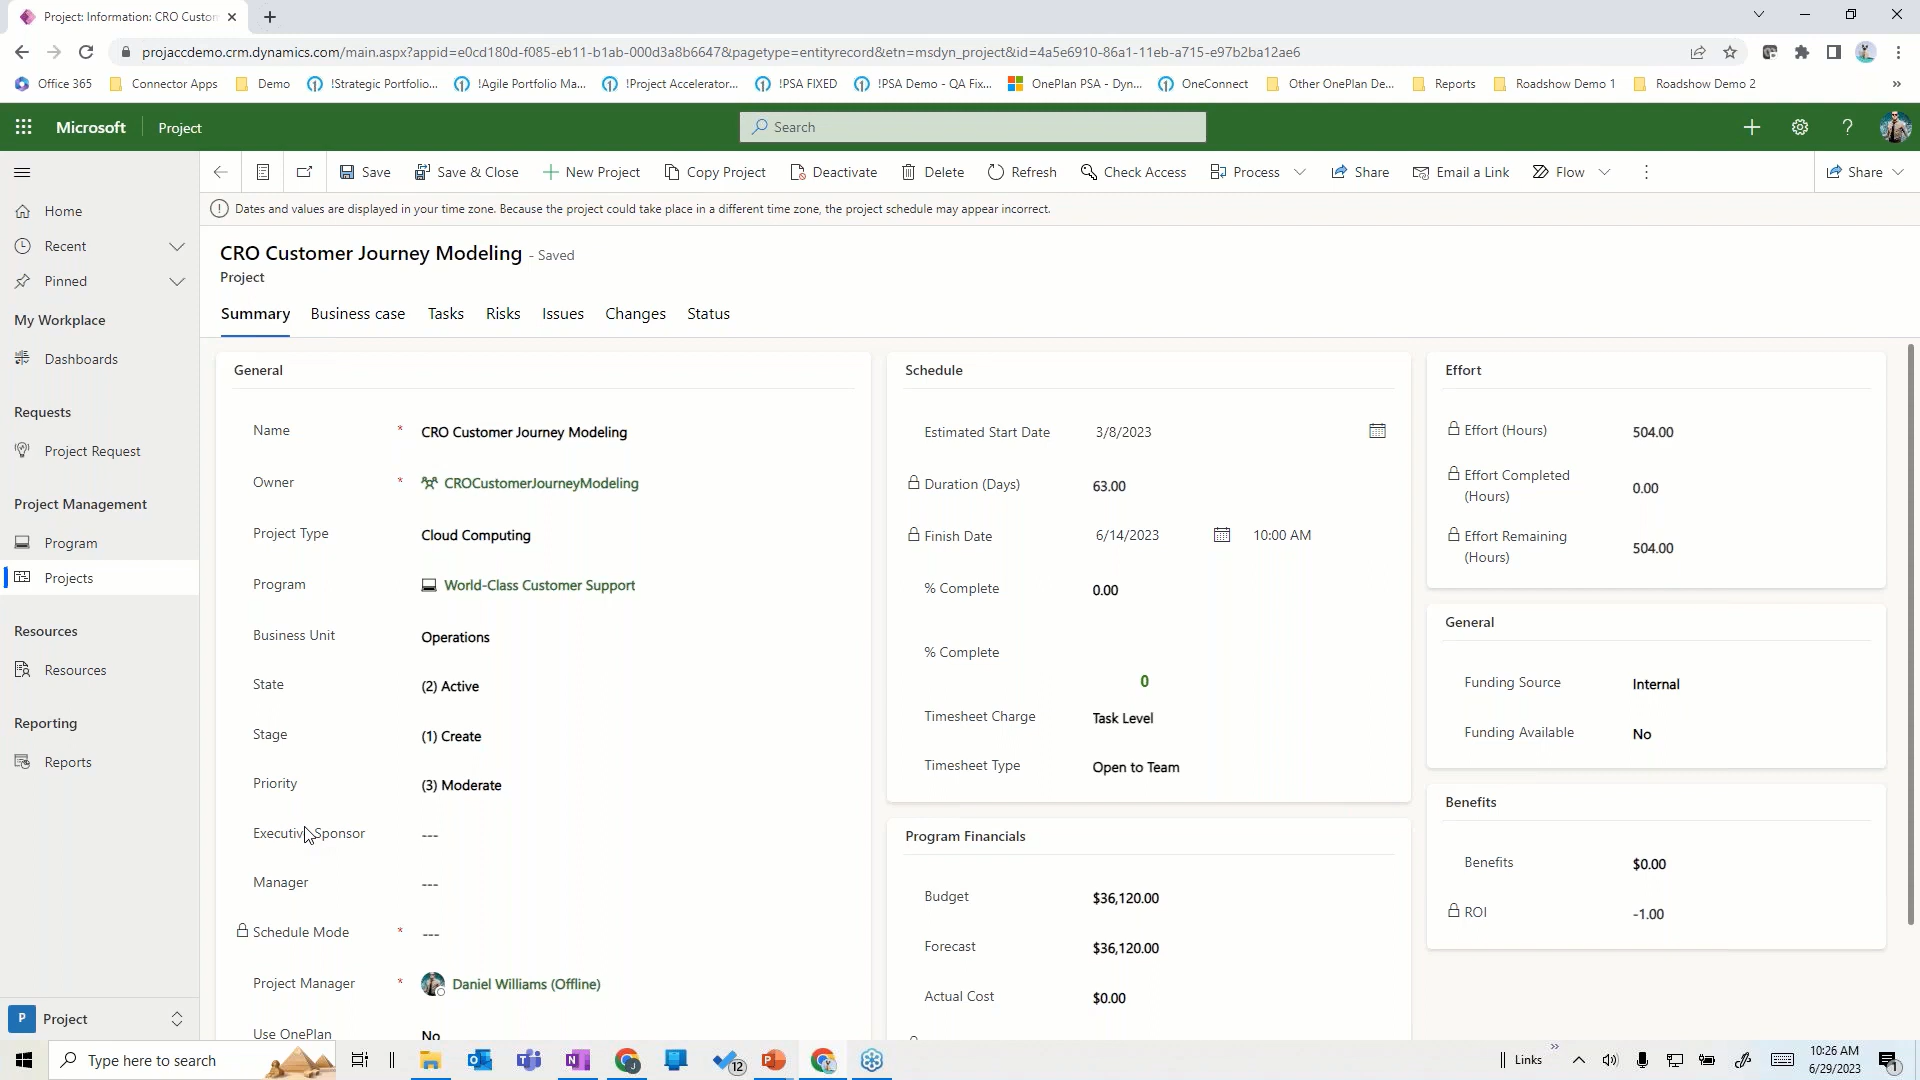 Project: Information: CRO Custom
projaccdemo.crm.dynamics.com/main.aspx?appid=e0cd180d-f085-eb11-b1ab-000d3a8b6647&pagetype=entityrecord&etn=msdyn_project&id=4a5e6910-86a1-11eb-a715-e97b2ba12ae6
Office 365 Connector Apps Demo !Strategic Portfolio... !Agile Portfolio Ma... !Project Accelerator... !PSA FIXED !PSA Demo - QA Fix... OnePlan PSA - Dyn... OneConnect Other OnePlan De... Reports Roadshow Demo 1 Roadshow Demo 2 »
Microsoft Project Search
Save Save & Close New Project Copy Project Deactivate Delete Refresh Check Access Process Share Email a Link Flow Share
Dates and values are displayed in your time zone. Because the project could take place in a different time zone, the project schedule may appear incorrect.
Home
Recent
Pinned
My Workplace
Dashboards
Requests
Project Request
Project Management
Program
Projects
Resources
Resources
Reporting
Reports
P Project
CRO Customer Journey Modeling - Saved
Project
Summary Business case Tasks Risks Issues Changes Status
General
Name * CRO Customer Journey Modeling
Owner * CROCustomerJourneyModeling
Project Type Cloud Computing
Program World-Class Customer Support
Business Unit Operations
State (2) Active
Stage (1) Create
Priority (3) Moderate
Executive Sponsor ---
Manager ---
Schedule Mode * ---
Project Manager * Daniel Williams (Offline)
Use OnePlan No
Schedule
Estimated Start Date 3/8/2023
Duration (Days) 63.00
Finish Date 6/14/2023 10:00 AM
% Complete 0.00
% Complete
0
Timesheet Charge Task Level
Timesheet Type Open to Team
Program Financials
Budget $36,120.00
Forecast $36,120.00
Actual Cost $0.00
Effort
Effort (Hours) 504.00
Effort Completed (Hours) 0.00
Effort Remaining (Hours) 504.00
General
Funding Source Internal
Funding Available No
Benefits
Benefits $0.00
ROI -1.00
Type here to search
12
Links »
10:26 AM
6/29/2023
1